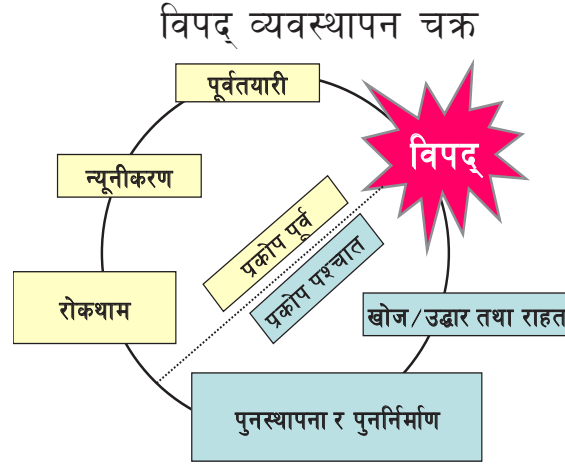 विपद् व्यवस्थापन चक्र
पूर्वतयारी
विपद्
न्यूनीकरण
प्रकोप पूर्व
प्रकोप पश्चात
रोकथाम
खोज/उद्धार तथा राहत
पुनस्थापना र पुनर्निर्माण